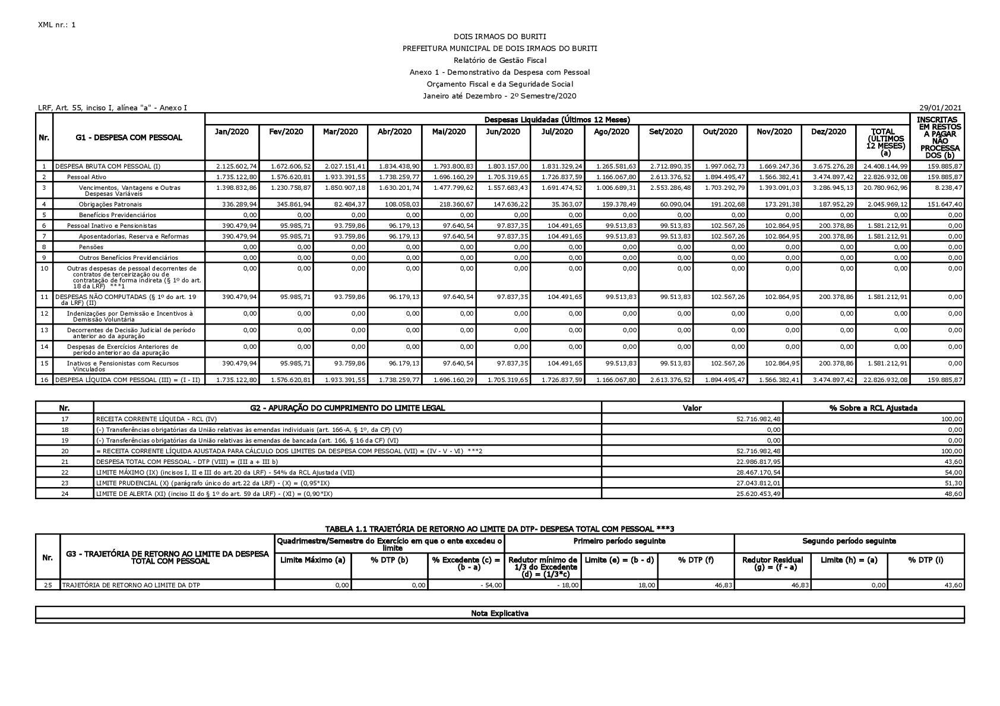 XML nr.: 1
DOIS IRMAOS DO BURITI
PREFEITURA MUNICIPAL DE DOIS IRMAOS DO BURITI
Relatório de Gestão Fiscal
Anexo 1 - Demonstrativo da Despesa com Pessoal
Orçamento Fiscal e da Seguridade Social
Janeiro até Dezembro - 2º Semestre/2020
LRF, Art. 55, inciso I, alínea "a" - Anexo I 29/01/2021
Nr. G1 - DESPESA COM PESSOAL Despesas Liquidadas (Últimos 12 Meses) INSCRITAS EM RESTOS A PAGAR NÃO PROCESSA DOS (b)
Jan/2020 Fev/2020 Mar/2020 Abr/2020 Mai/2020 Jun/2020 Jul/2020 Ago/2020 Set/2020 Out/2020 Nov/2020 Dez/2020 TOTAL (ÚLTIMOS 12 MESES) (a)
1 DESPESA BRUTA COM PESSOAL (I) 2.125.602,74 1.672.606,52 2.027.151,41 1.834.438,90 1.793.800,83 1.803.157,00 1.831.329,24 1.265.581,63 2.712.890,35 1.997.062,73 1.669.247,36 3.675.276,28 24.408.144,99 159.885,87
2 Pessoal Ativo 1.735.122,80 1.576.620,81 1.933.391,55 1.738.259,77 1.696.160,29 1.705.319,65 1.726.837,59 1.166.067,80 2.613.376,52 1.894.495,47 1.566.382,41 3.474.897,42 22.826.932,08 159.885,87
3 Vencimentos, Vantagens e Outras 1.398.832,86 1.230.758,87 1.850.907,18 1.630.201,74 1.477.799,62 1.557.683,43 1.691.474,52 1.006.689,31 2.553.286,48 1.703.292,79 1.393.091,03 3.286.945,13 20.780.962,96 8.238,47
Despesas Variáveis
4 Obrigações Patronais 336.289,94 345.861,94 82.484,37 108.058,03 218.360,67 147.636,22 35.363,07 159.378,49 60.090,04 191.202,68 173.291,38 187.952,29 2.045.969,12 151.647,40
5 Benefícios Previdenciários 0,00 0,00 0,00 0,00 0,00 0,00 0,00 0,00 0,00 0,00 0,00 0,00 0,00 0,00
6 Pessoal Inativo e Pensionistas 390.479,94 95.985,71 93.759,86 96.179,13 97.640,54 97.837,35 104.491,65 99.513,83 99.513,83 102.567,26 102.864,95 200.378,86 1.581.212,91 0,00
7 Aposentadorias, Reserva e Reformas 390.479,94 95.985,71 93.759,86 96.179,13 97.640,54 97.837,35 104.491,65 99.513,83 99.513,83 102.567,26 102.864,95 200.378,86 1.581.212,91 0,00
8 Pensões 0,00 0,00 0,00 0,00 0,00 0,00 0,00 0,00 0,00 0,00 0,00 0,00 0,00 0,00
9 Outros Benefícios Previdenciários 0,00 0,00 0,00 0,00 0,00 0,00 0,00 0,00 0,00 0,00 0,00 0,00 0,00 0,00
10 Outras despesas de pessoal decorrentes de 0,00 0,00 0,00 0,00 0,00 0,00 0,00 0,00 0,00 0,00 0,00 0,00 0,00 0,00
contratos de terceirização ou de
contratação de forma indireta (§ 1º do art.
18 da LRF) ***1
11 DESPESAS NÃO COMPUTADAS (§ 1º do art. 19 390.479,94 95.985,71 93.759,86 96.179,13 97.640,54 97.837,35 104.491,65 99.513,83 99.513,83 102.567,26 102.864,95 200.378,86 1.581.212,91 0,00
da LRF) (II)
12 Indenizações por Demissão e Incentivos à 0,00 0,00 0,00 0,00 0,00 0,00 0,00 0,00 0,00 0,00 0,00 0,00 0,00 0,00
Demissão Voluntária
13 Decorrentes de Decisão Judicial de período 0,00 0,00 0,00 0,00 0,00 0,00 0,00 0,00 0,00 0,00 0,00 0,00 0,00 0,00
anterior ao da apuração
14 Despesas de Exercícios Anteriores de 0,00 0,00 0,00 0,00 0,00 0,00 0,00 0,00 0,00 0,00 0,00 0,00 0,00 0,00
período anterior ao da apuração
15 Inativos e Pensionistas com Recursos 390.479,94 95.985,71 93.759,86 96.179,13 97.640,54 97.837,35 104.491,65 99.513,83 99.513,83 102.567,26 102.864,95 200.378,86 1.581.212,91 0,00
Vinculados
16 DESPESA LÍQUIDA COM PESSOAL (III) = (I - II) 1.735.122,80 1.576.620,81 1.933.391,55 1.738.259,77 1.696.160,29 1.705.319,65 1.726.837,59 1.166.067,80 2.613.376,52 1.894.495,47 1.566.382,41 3.474.897,42 22.826.932,08 159.885,87
Nr. G2 - APURAÇÃO DO CUMPRIMENTO DO LIMITE LEGAL Valor % Sobre a RCL Ajustada
17 RECEITA CORRENTE LÍQUIDA - RCL (IV) 52.716.982,48 100,00
18 (-) Transferências obrigatórias da União relativas às emendas individuais (art. 166-A, § 1º, da CF) (V) 0,00 0,00
19 (-) Transferências obrigatórias da União relativas às emendas de bancada (art. 166, § 16 da CF) (VI) 0,00 0,00
20 = RECEITA CORRENTE LÍQUIDA AJUSTADA PARA CÁLCULO DOS LIMITES DA DESPESA COM PESSOAL (VII) = (IV - V - VI) ***2 52.716.982,48 100,00
21 DESPESA TOTAL COM PESSOAL - DTP (VIII) = (III a + III b) 22.986.817,95 43,60
22 LIMITE MÁXIMO (IX) (incisos I, II e III do art.20 da LRF) - 54% da RCL Ajustada (VII) 28.467.170,54 54,00
23 LIMITE PRUDENCIAL (X) (parágrafo único do art.22 da LRF) - (X) = (0,95*IX) 27.043.812,01 51,30
24 LIMITE DE ALERTA (XI) (inciso II do § 1º do art. 59 da LRF) - (XI) = (0,90*IX) 25.620.453,49 48,60
TABELA 1.1 TRAJETÓRIA DE RETORNO AO LIMITE DA DTP- DESPESA TOTAL COM PESSOAL ***3
Nr. G3 - TRAJETÓRIA DE RETORNO AO LIMITE DA DESPESA TOTAL COM PESSOAL Quadrimestre/Semestre do Exercício em que o ente excedeu o limite Primeiro período seguinte Segundo período seguinte
Limite Máximo (a) % DTP (b) % Excedente (c) = (b - a) Redutor mínimo de 1/3 do Excedente (d) = (1/3*c) Limite (e) = (b - d) % DTP (f) Redutor Residual (g) = (f - a) Limite (h) = (a) % DTP (i)
25 TRAJETÓRIA DE RETORNO AO LIMITE DA DTP 0,00 0,00 - 54,00 - 18,00 18,00 46,83 46,83 0,00 43,60
Nota Explicativa